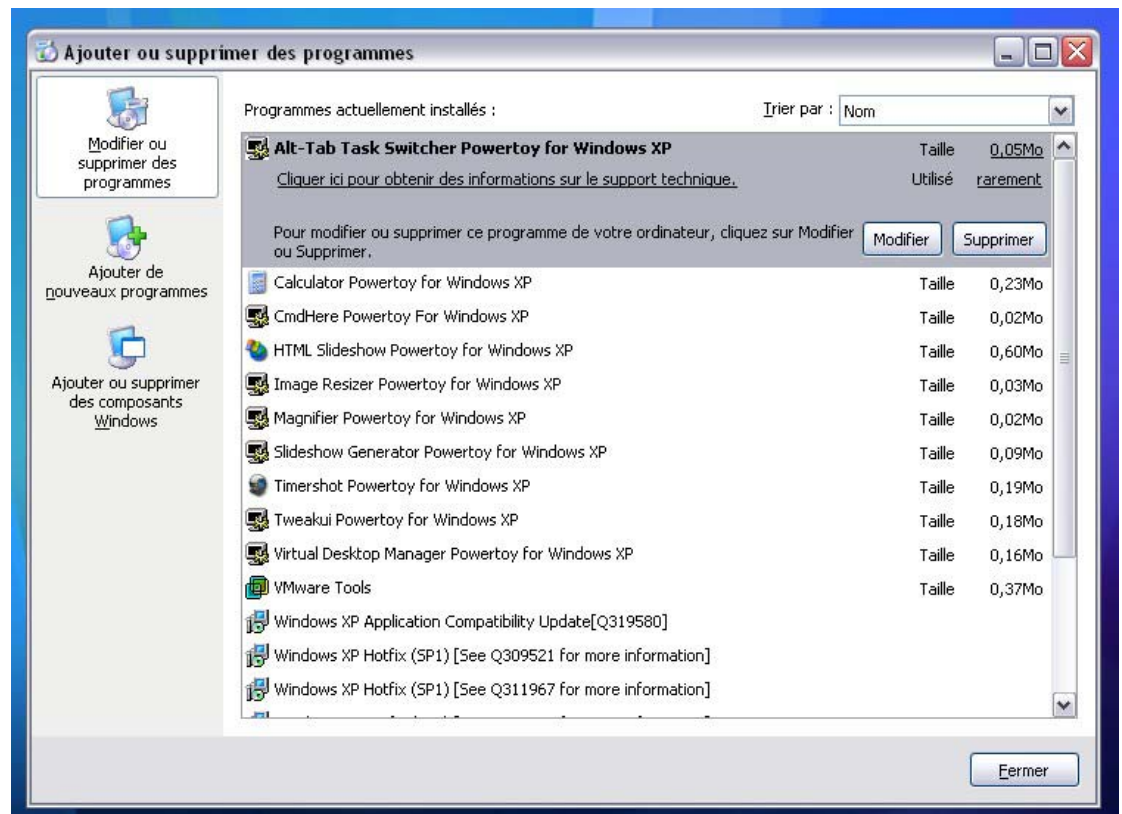 Ajouter ou supprimer des programmes
Modifier ou
supprimer des
programmes
Ajouter de
nouveaux programmes
Ajouter ou supprimer
des composants
Windows
Programmes actuellement installés :
Trier par : Nom
Alt-Tab Task Switcher Powertoy for Windows XP Taille 0,05Mo
Cliquer ici pour obtenir des informations sur le support technique. Utilisé rarement
Pour modifier ou supprimer ce programme de votre ordinateur, cliquez sur Modifier
ou Supprimer.
Modifier Supprimer
Calculator Powertoy for Windows XP Taille 0,23Mo
CmdHere Powertoy For Windows XP Taille 0,02Mo
HTML Slideshow Powertoy for Windows XP Taille 0,60Mo
Image Resizer Powertoy for Windows XP Taille 0,03Mo
Magnifier Powertoy for Windows XP Taille 0,02Mo
Slideshow Generator Powertoy for Windows XP Taille 0,09Mo
Timershot Powertoy for Windows XP Taille 0,19Mo
Tweakui Powertoy for Windows XP Taille 0,18Mo
Virtual Desktop Manager Powertoy for Windows XP Taille 0,16Mo
VMware Tools Taille 0,37Mo
Windows XP Application Compatibility Update[Q319580]
Windows XP Hotfix (SP1) [See Q309521 for more information]
Windows XP Hotfix (SP1) [See Q311967 for more information]
Fermer